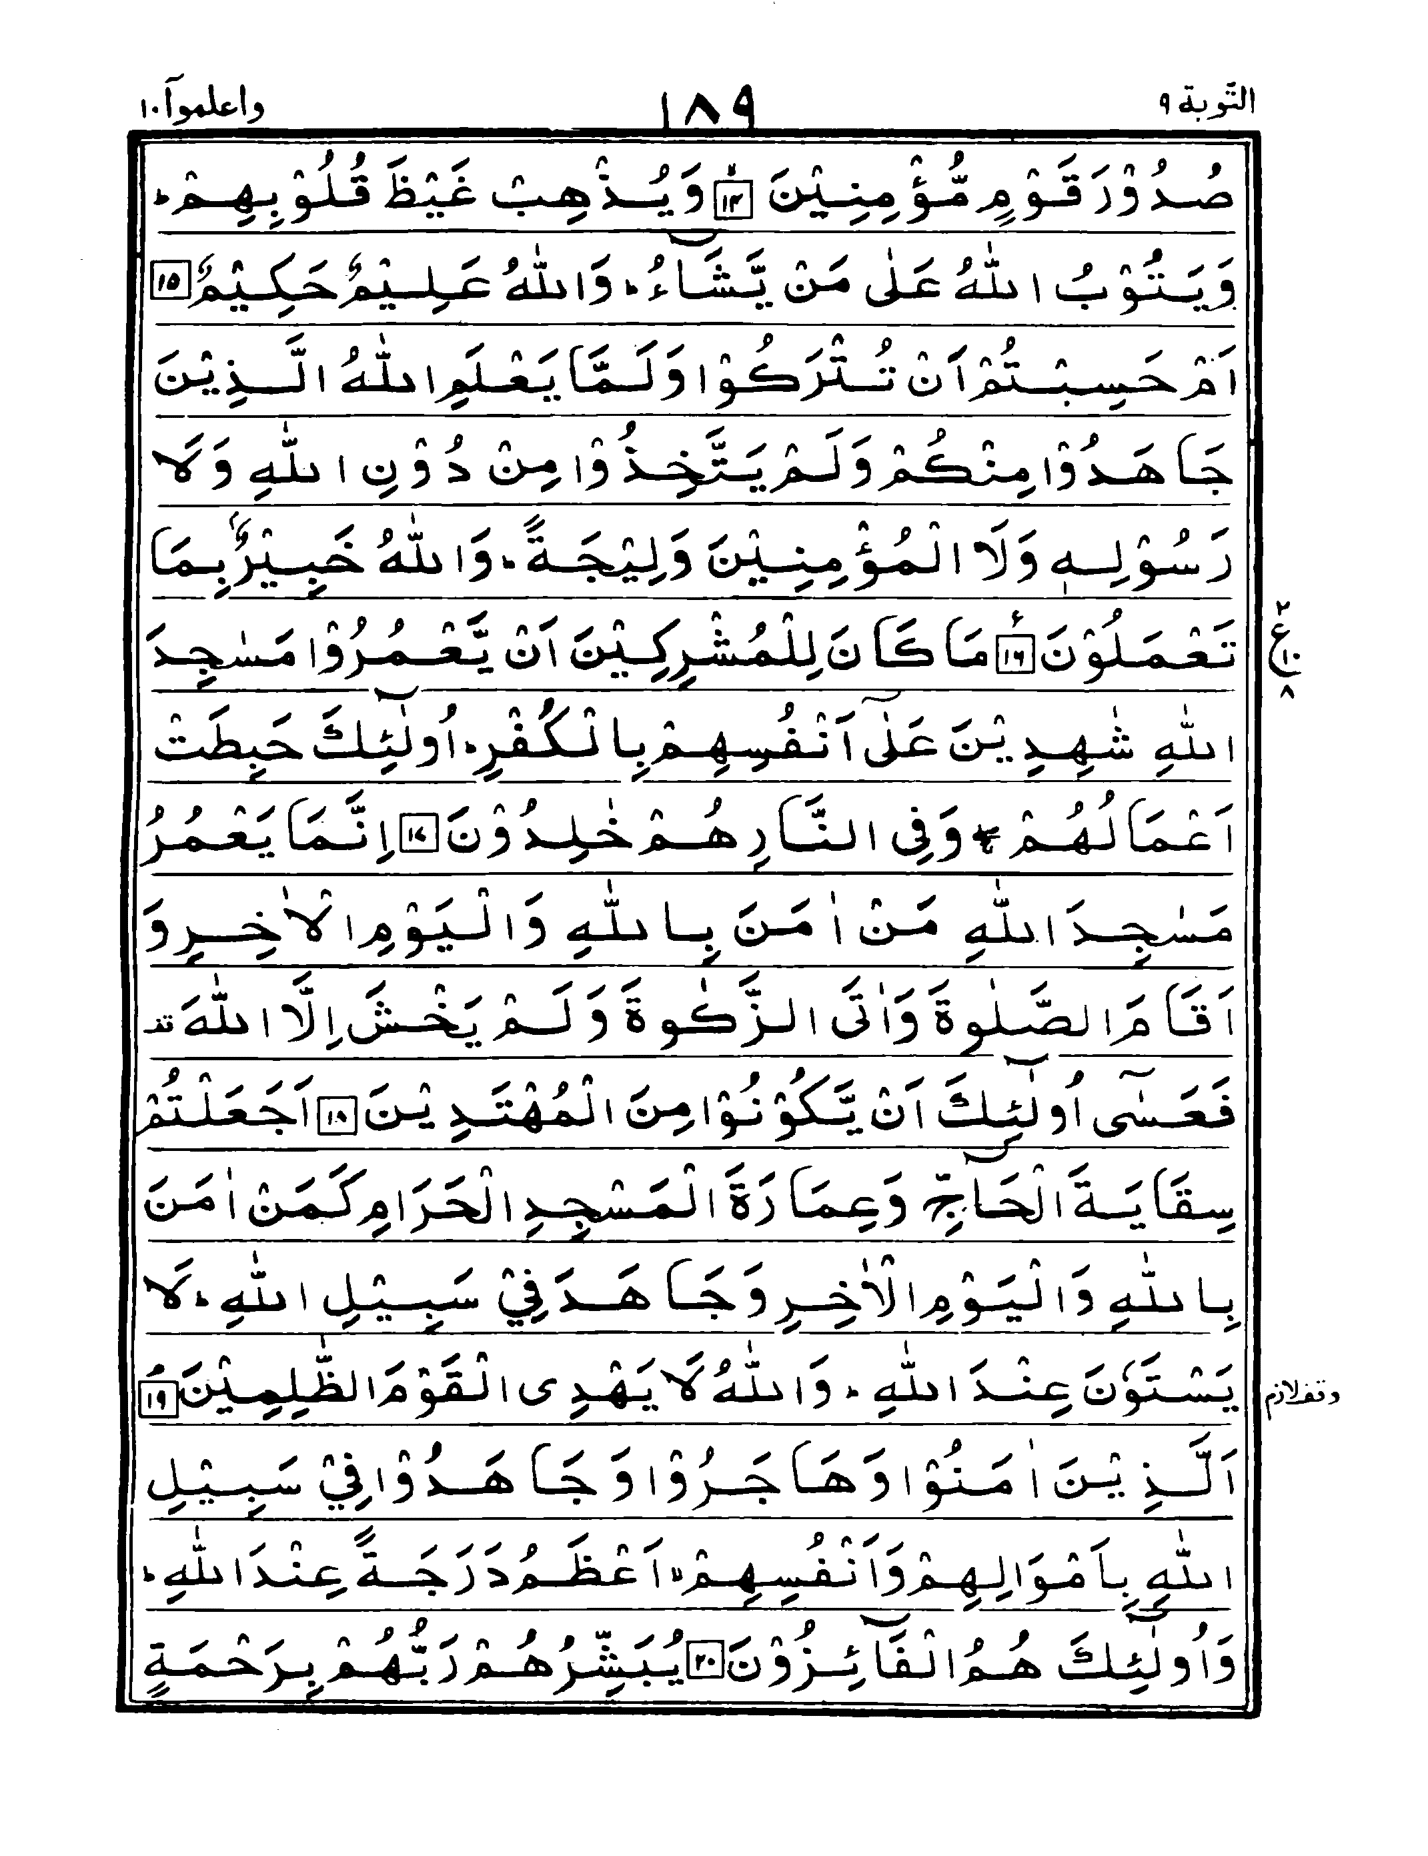 التوبة ٩
١٨٩
واعلموآ ١٠
صُدُوْرَ قَوْمٍ مُّؤْمِنِيْنَ ١٤ وَيُذْهِبْ غَيْظَ قُلُوْبِهِمْ ؕ
وَيَتُوْبُ اللّٰهُ عَلٰى مَنْ يَّشَآءُ ؕ وَاللّٰهُ عَلِيْمٌ حَكِيْمٌ ١٥
اَمْ حَسِبْتُمْ اَنْ تُتْرَكُوْا وَلَمَّا يَعْلَمِ اللّٰهُ الَّذِيْنَ
جَاهَدُوْا مِنْكُمْ وَلَمْ يَتَّخِذُوْا مِنْ دُوْنِ اللّٰهِ وَلَا
رَسُوْلِهٖ وَلَا الْمُؤْمِنِيْنَ وَلِيْجَةً ؕ وَاللّٰهُ خَبِيْرٌۢ بِمَا
تَعْمَلُوْنَ ١٦ مَا كَانَ لِلْمُشْرِكِيْنَ اَنْ يَّعْمُرُوْا مَسٰجِدَ
٢
ع
١٠
٨
اللّٰهِ شٰهِدِيْنَ عَلٰٓى اَنْفُسِهِمْ بِالْكُفْرِ ؕ اُولٰٓئِكَ حَبِطَتْ
اَعْمَالُهُمْ ۖۚ وَفِى النَّارِ هُمْ خٰلِدُوْنَ ١٧ اِنَّمَا يَعْمُرُ
مَسٰجِدَ اللّٰهِ مَنْ اٰمَنَ بِاللّٰهِ وَالْيَوْمِ الْاٰخِرِ وَ
اَقَامَ الصَّلٰوةَ وَاٰتَى الزَّكٰوةَ وَلَمْ يَخْشَ اِلَّا اللّٰهَ قف
فَعَسٰٓى اُولٰٓئِكَ اَنْ يَّكُوْنُوْا مِنَ الْمُهْتَدِيْنَ ١٨ اَجَعَلْتُمْ
سِقَايَةَ الْحَآجِّ وَعِمَارَةَ الْمَسْجِدِ الْحَرَامِ كَمَنْ اٰمَنَ
بِاللّٰهِ وَالْيَوْمِ الْاٰخِرِ وَجَاهَدَ فِيْ سَبِيْلِ اللّٰهِ ؕ لَا
يَسْتَوٗنَ عِنْدَ اللّٰهِ ؕ وَاللّٰهُ لَا يَهْدِى الْقَوْمَ الظّٰلِمِيْنَ ۘ ١٩
وقف لازم
اَلَّذِيْنَ اٰمَنُوْا وَهَاجَرُوْا وَجَاهَدُوْا فِيْ سَبِيْلِ
اللّٰهِ بِاَمْوَالِهِمْ وَاَنْفُسِهِمْ ۙ اَعْظَمُ دَرَجَةً عِنْدَ اللّٰهِ ؕ
وَاُولٰٓئِكَ هُمُ الْفَآئِزُوْنَ ٢٠ يُبَشِّرُهُمْ رَبُّهُمْ بِرَحْمَةٍ